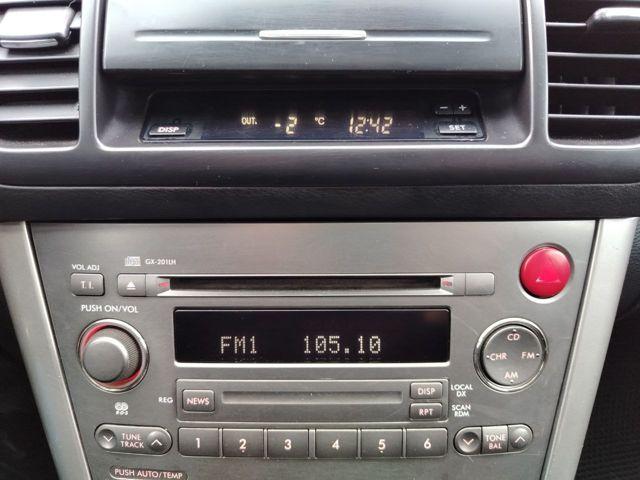 DISP OUT. -2 °C 12:42 − + SET
GX-201LH
VOL ADJ
T.I.
PUSH ON/VOL
FM1 105.10
CD
CHR FM
AM
REG NEWS
DISP LOCAL
DX
RPT SCAN
RDM
RDS
TUNE
TRACK
1 2 3 4 5 6
TONE
BAL
PUSH AUTO/TEMP